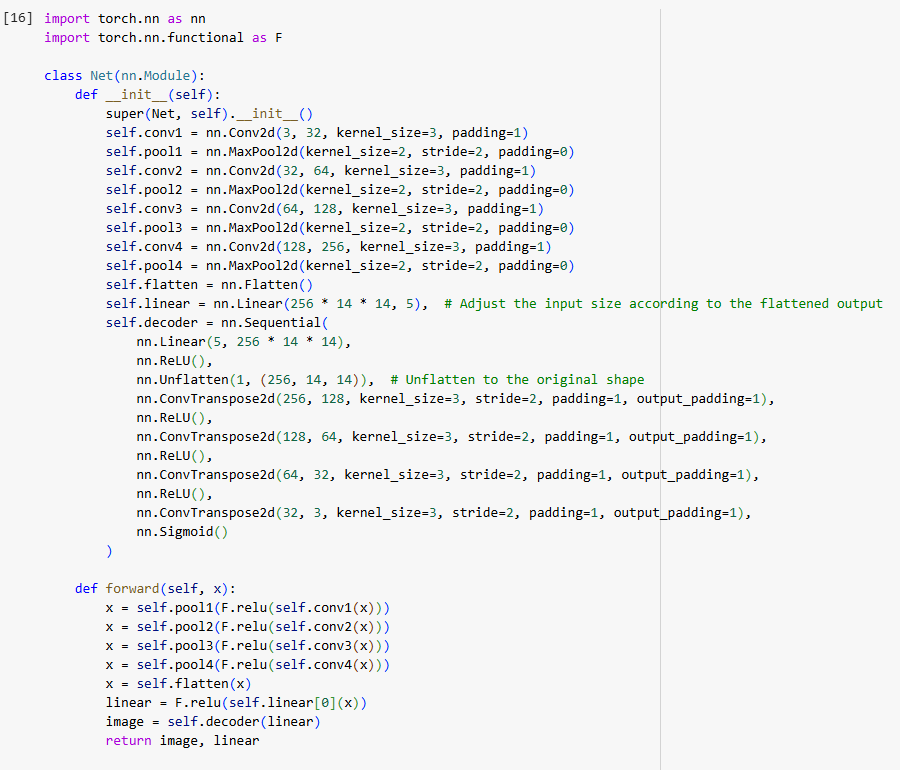 [16] import torch.nn as nn
import torch.nn.functional as F
class Net(nn.Module):
def __init__(self):
super(Net, self).__init__()
self.conv1 = nn.Conv2d(3, 32, kernel_size=3, padding=1)
self.pool1 = nn.MaxPool2d(kernel_size=2, stride=2, padding=0)
self.conv2 = nn.Conv2d(32, 64, kernel_size=3, padding=1)
self.pool2 = nn.MaxPool2d(kernel_size=2, stride=2, padding=0)
self.conv3 = nn.Conv2d(64, 128, kernel_size=3, padding=1)
self.pool3 = nn.MaxPool2d(kernel_size=2, stride=2, padding=0)
self.conv4 = nn.Conv2d(128, 256, kernel_size=3, padding=1)
self.pool4 = nn.MaxPool2d(kernel_size=2, stride=2, padding=0)
self.flatten = nn.Flatten()
self.linear = nn.Linear(256 * 14 * 14, 5),  # Adjust the input size according to the flattened output
self.decoder = nn.Sequential(
nn.Linear(5, 256 * 14 * 14),
nn.ReLU(),
nn.Unflatten(1, (256, 14, 14)),  # Unflatten to the original shape
nn.ConvTranspose2d(256, 128, kernel_size=3, stride=2, padding=1, output_padding=1),
nn.ReLU(),
nn.ConvTranspose2d(128, 64, kernel_size=3, stride=2, padding=1, output_padding=1),
nn.ReLU(),
nn.ConvTranspose2d(64, 32, kernel_size=3, stride=2, padding=1, output_padding=1),
nn.ReLU(),
nn.ConvTranspose2d(32, 3, kernel_size=3, stride=2, padding=1, output_padding=1),
nn.Sigmoid()
)
def forward(self, x):
x = self.pool1(F.relu(self.conv1(x)))
x = self.pool2(F.relu(self.conv2(x)))
x = self.pool3(F.relu(self.conv3(x)))
x = self.pool4(F.relu(self.conv4(x)))
x = self.flatten(x)
linear = F.relu(self.linear[0](x))
image = self.decoder(linear)
return image, linear